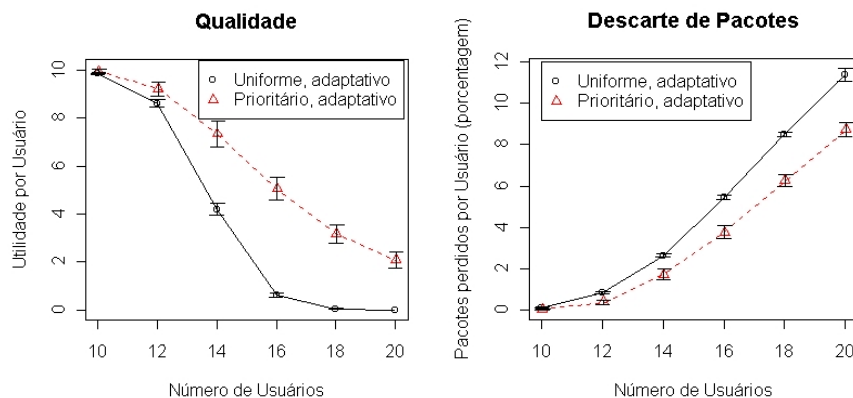 Qualidade
Utilidade por Usuário
10
8
6
4
2
0
Uniforme, adaptativo
Prioritário, adaptativo
10 12 14 16 18 20
Número de Usuários
Descarte de Pacotes
Pacotes perdidos por Usuário (porcentagem)
12
10
8
6
4
2
0
Uniforme, adaptativo
Prioritário, adaptativo
10 12 14 16 18 20
Número de Usuários